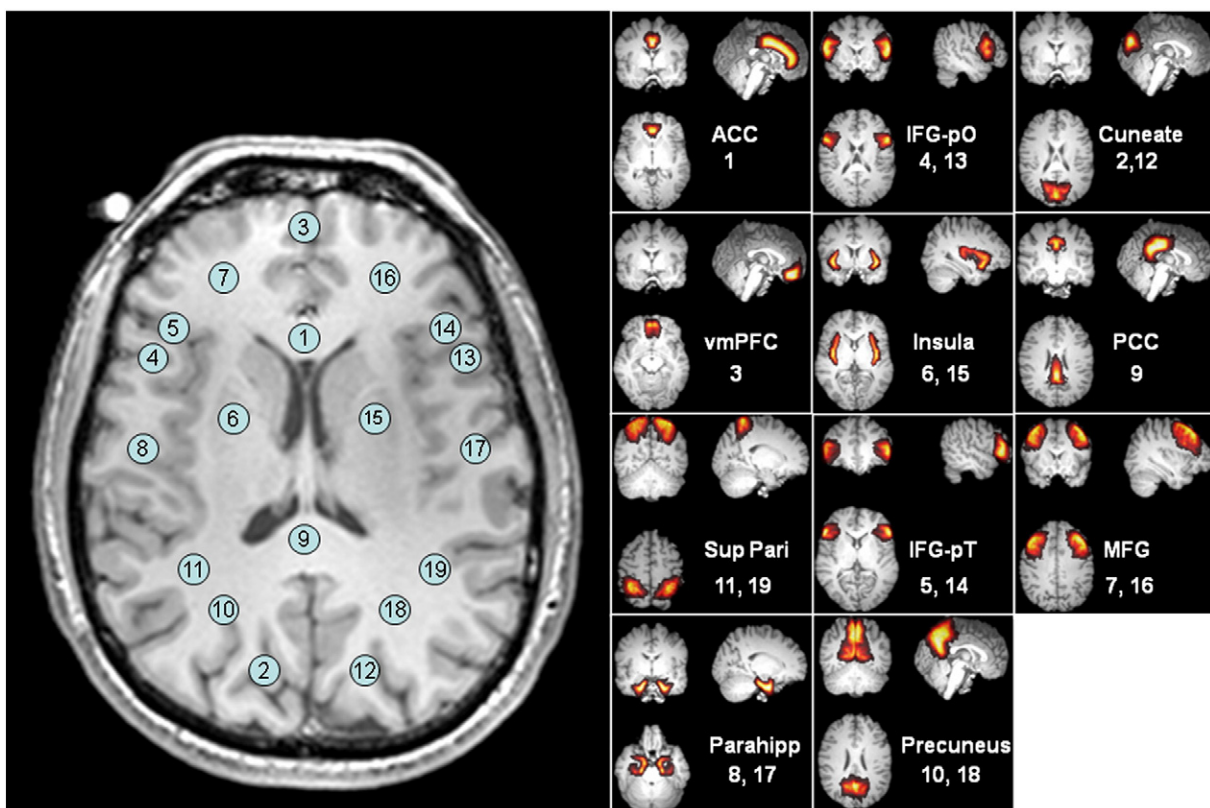 3
7
16
5
14
1
4
13
6
15
8
17
9
11
19
10
18
2
12
ACC
1
IFG-pO
4, 13
Cuneate
2,12
vmPFC
3
Insula
6, 15
PCC
9
Sup Pari
11, 19
IFG-pT
5, 14
MFG
7, 16
Parahipp
8, 17
Precuneus
10, 18